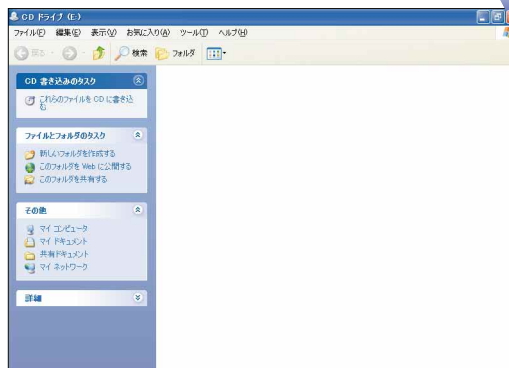 CD ドライブ (E:)
ファイル(F) 編集(E) 表示(V) お気に入り(A) ツール(T) ヘルプ(H)
戻る 検索 フォルダ
CD 書き込みのタスク
これらのファイルを CD に書き込
む
ファイルとフォルダのタスク
新しいフォルダを作成する
このフォルダを Web に公開する
このフォルダを共有する
その他
マイ コンピュータ
マイ ドキュメント
共有ドキュメント
マイ ネットワーク
詳細